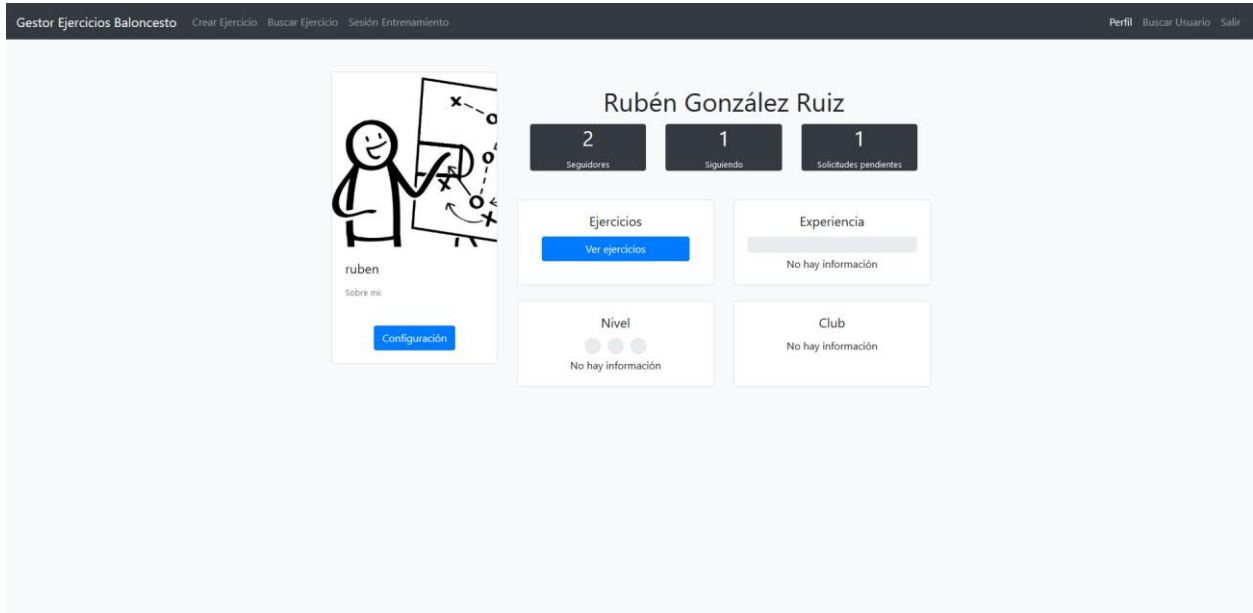 Gestor Ejercicios Baloncesto Crear Ejercicio Buscar Ejercicio Sesión Entrenamiento Perfil Buscar Usuario Salir
Rubén González Ruiz
2 1 1
Seguidores Siguiendo Solicitudes pendientes
ruben
Sobre mi:
Configuración
Ejercicios
Ver ejercicios
Experiencia
No hay información
Nivel
No hay información
Club
No hay información